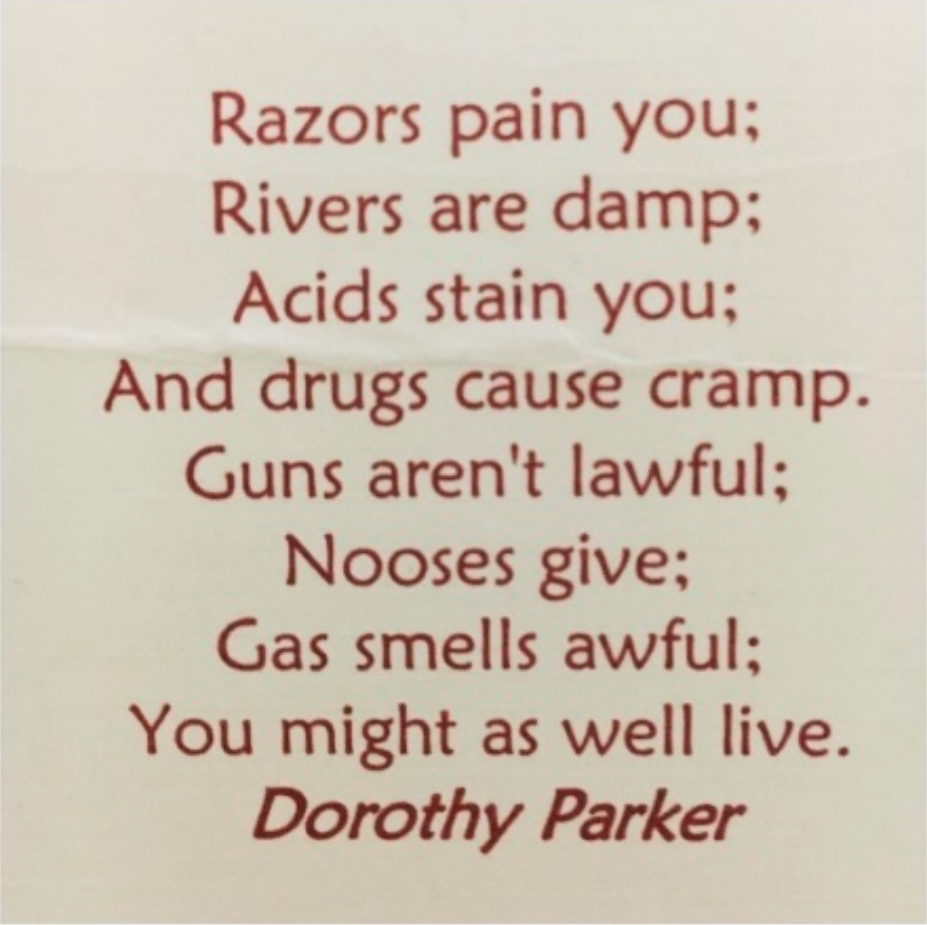 Razors pain you;
Rivers are damp;
Acids stain you;
And drugs cause cramp.
Guns aren't lawful;
Nooses give;
Gas smells awful;
You might as well live.
Dorothy Parker